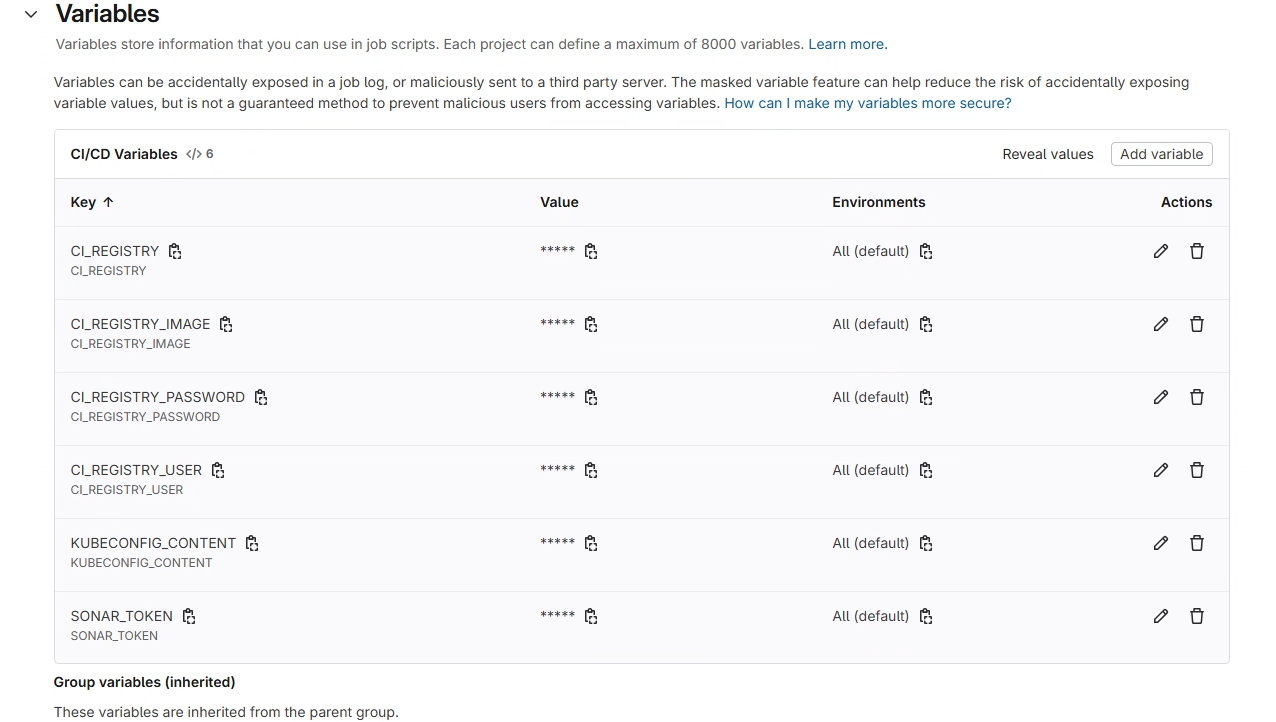 Variables
Variables store information that you can use in job scripts. Each project can define a maximum of 8000 variables. Learn more.
Variables can be accidentally exposed in a job log, or maliciously sent to a third party server. The masked variable feature can help reduce the risk of accidentally exposing
variable values, but is not a guaranteed method to prevent malicious users from accessing variables. How can I make my variables more secure?
CI/CD Variables </> 6 Reveal values Add variable
Key ↑ Value Environments Actions
CI_REGISTRY ***** All (default)
CI_REGISTRY
CI_REGISTRY_IMAGE ***** All (default)
CI_REGISTRY_IMAGE
CI_REGISTRY_PASSWORD ***** All (default)
CI_REGISTRY_PASSWORD
CI_REGISTRY_USER ***** All (default)
CI_REGISTRY_USER
KUBECONFIG_CONTENT ***** All (default)
KUBECONFIG_CONTENT
SONAR_TOKEN ***** All (default)
SONAR_TOKEN
Group variables (inherited)
These variables are inherited from the parent group.